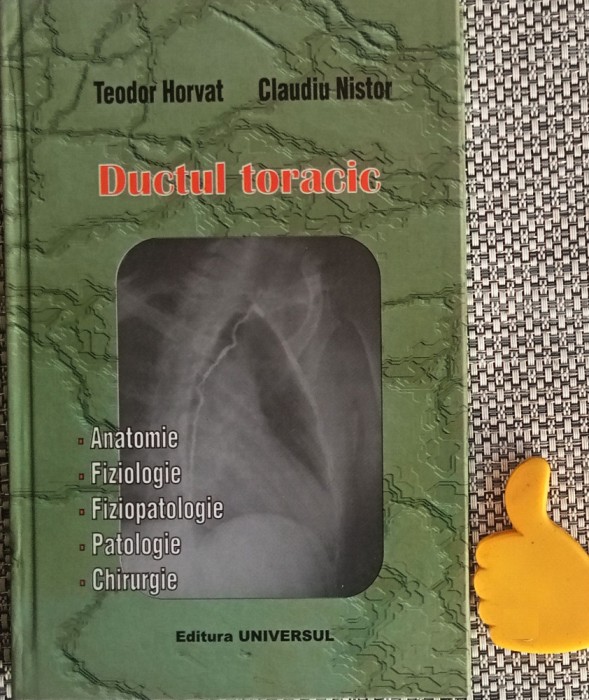 Teodor Horvat Claudiu Nistor
Ductul toracic
Anatomie
Fiziologie
Fiziopatologie
Patologie
Chirurgie
Editura UNIVERSUL